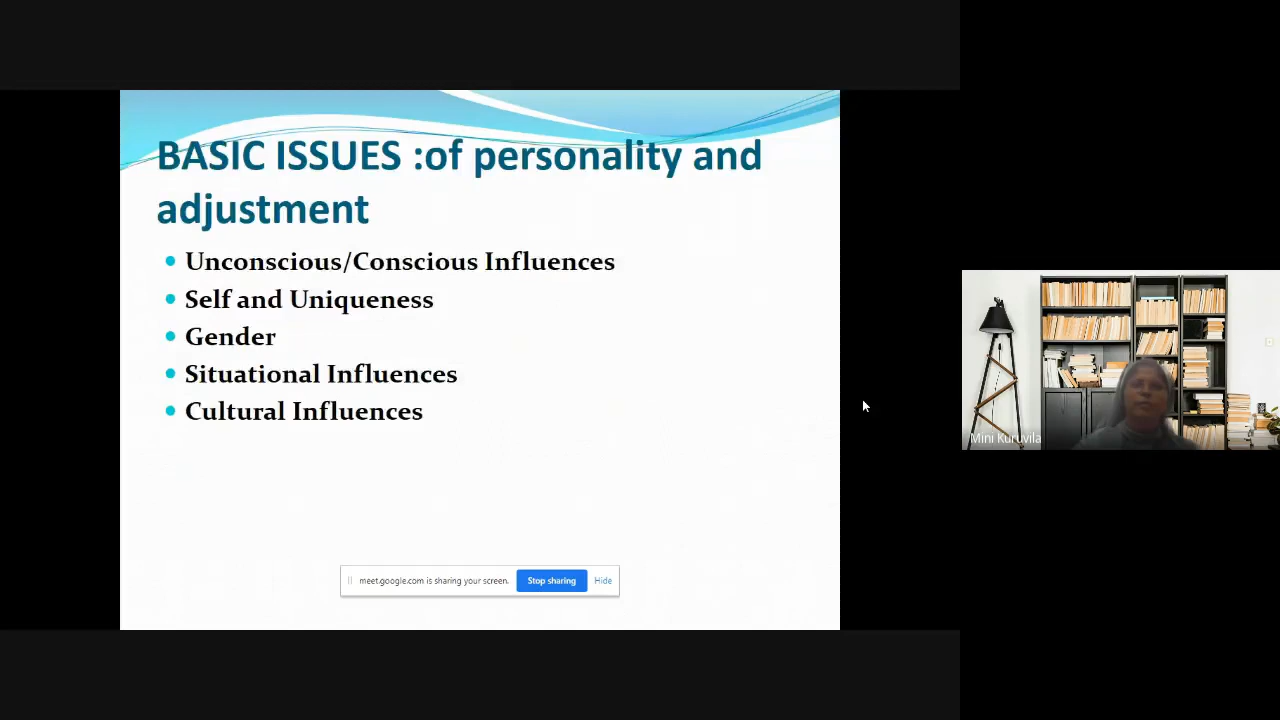 BASIC ISSUES :of personality and
adjustment
Unconscious/Conscious Influences
Self and Uniqueness
Gender
Situational Influences
Cultural Influences
meet.google.com is sharing your screen.
Stop sharing
Hide
Mini Kuruvila